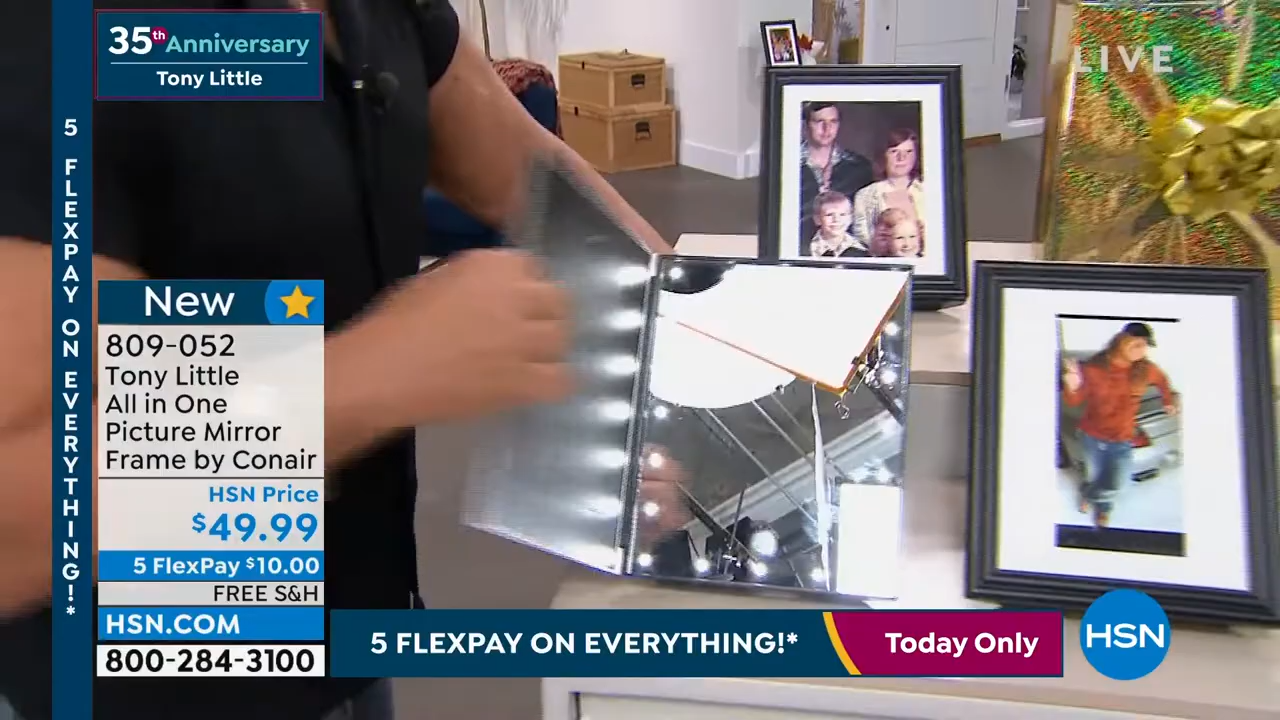 35th Anniversary
Tony Little
LIVE
5 FLEXPAY ON EVERYTHING!*
New
809-052
Tony Little
All in One
Picture Mirror
Frame by Conair
HSN Price
$49.99
5 FlexPay $10.00
FREE S&H
HSN.COM
800-284-3100
5 FLEXPAY ON EVERYTHING!*
Today Only
HSN